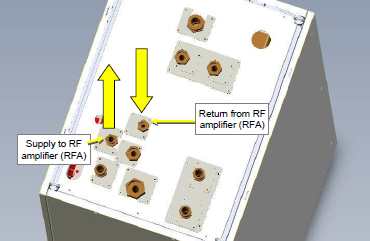 Return from RF
amplifier (RFA)
Supply to RF
amplifier (RFA)